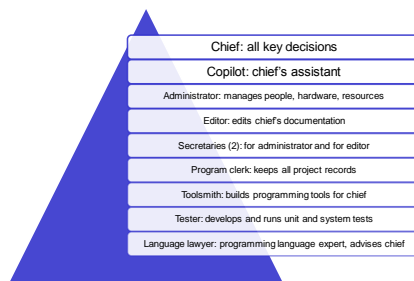 Chief: all key decisions
Copilot: chief's assistant
Administrator: manages people, hardware, resources
Editor: edits chief's documentation
Secretaries (2): for administrator and for editor
Program clerk: keeps all project records
Toolsmith: builds programming tools for chief
Tester: develops and runs unit and system tests
Language lawyer: programming language expert, advises chief